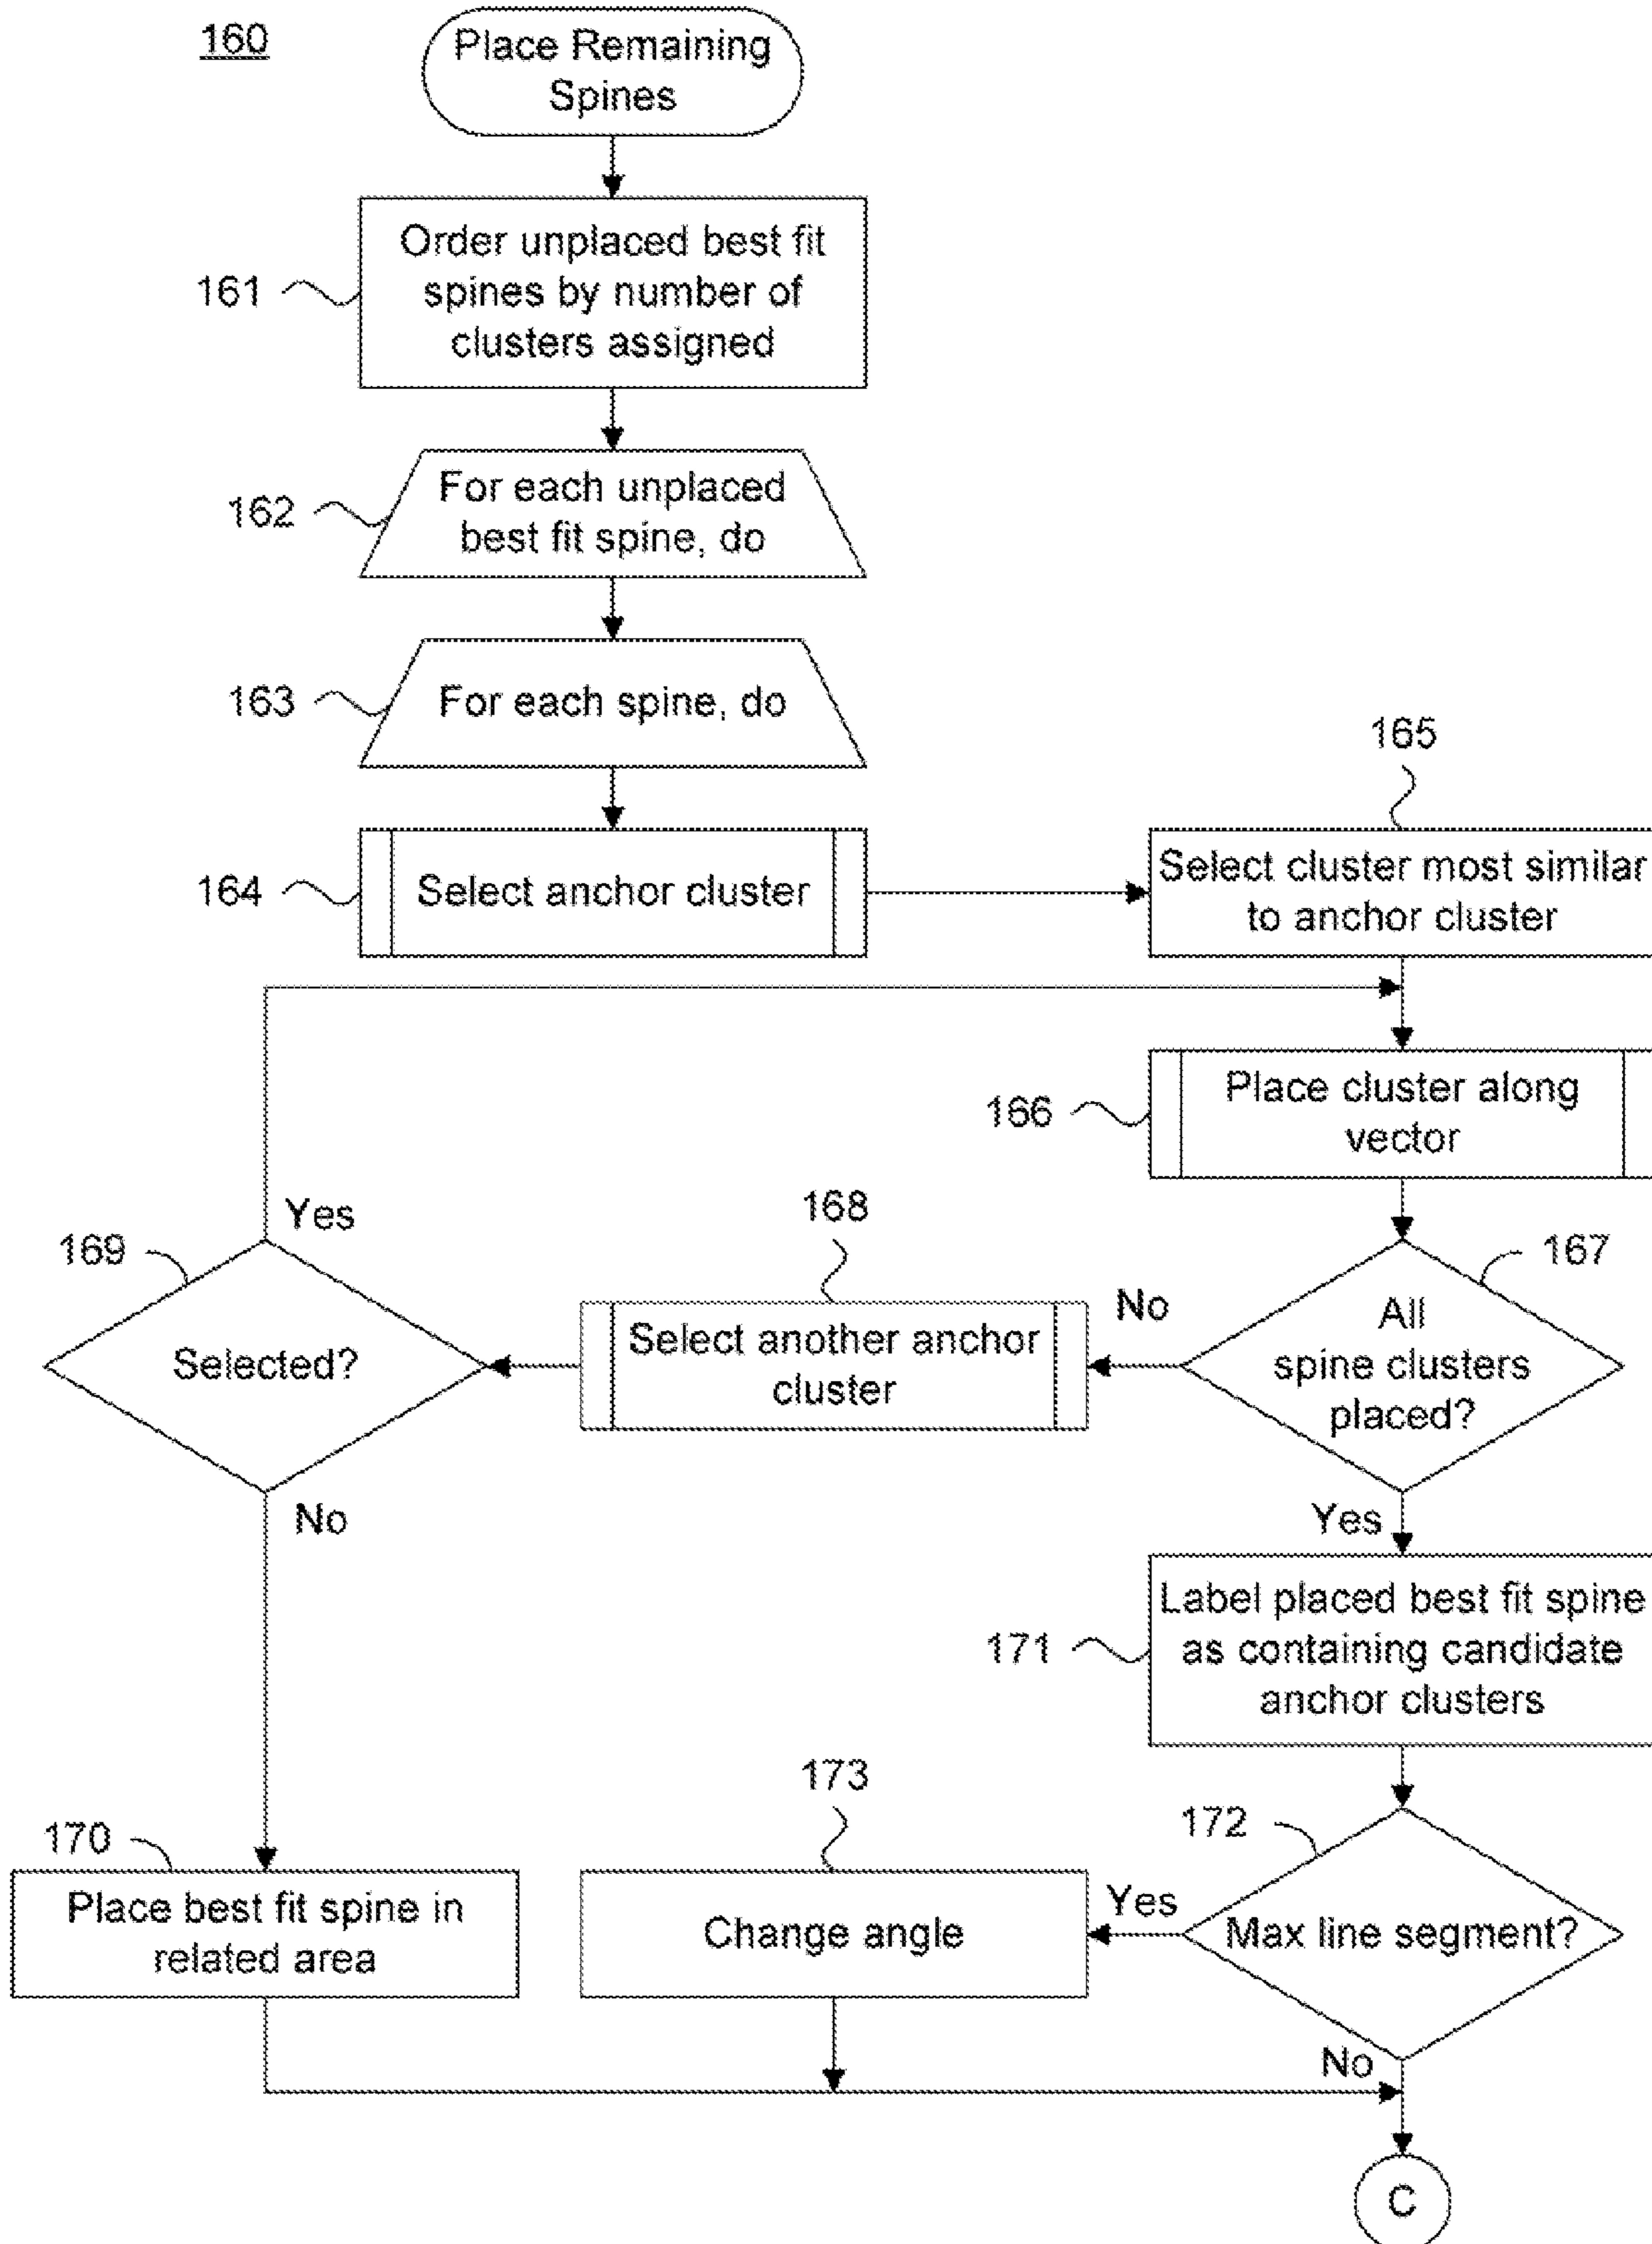 160
Place Remaining
Spines
161
Order unplaced best fit
spines by number of
clusters assigned
162
For each unplaced
best fit spine, do
163
For each spine, do
164
Select anchor cluster
165
Select cluster most similar
to anchor cluster
166
Place cluster along
vector
167
All
spine clusters
placed?
No
Yes
168
Select another anchor
cluster
169
Selected?
Yes
No
170
Place best fit spine in
related area
171
Label placed best fit spine
as containing candidate
anchor clusters
172
Max line segment?
Yes
No
173
Change angle
C